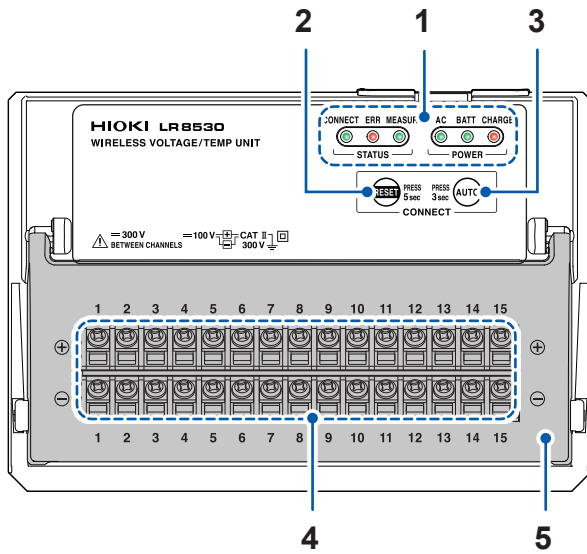 2 1 3
HIOKI LR8530
WIRELESS VOLTAGE/TEMP UNIT
CONNECT ERR MEASUR AC BATT CHARGE
STATUS POWER
RESET PRESS 5sec PRESS 3sec AUTO
CONNECT
⚠ ⎓ 300 V BETWEEN CHANNELS ⎓100 V + − CAT II 300 V
1 2 3 4 5 6 7 8 9 10 11 12 13 14 15
+ +
− −
1 2 3 4 5 6 7 8 9 10 11 12 13 14 15
4 5